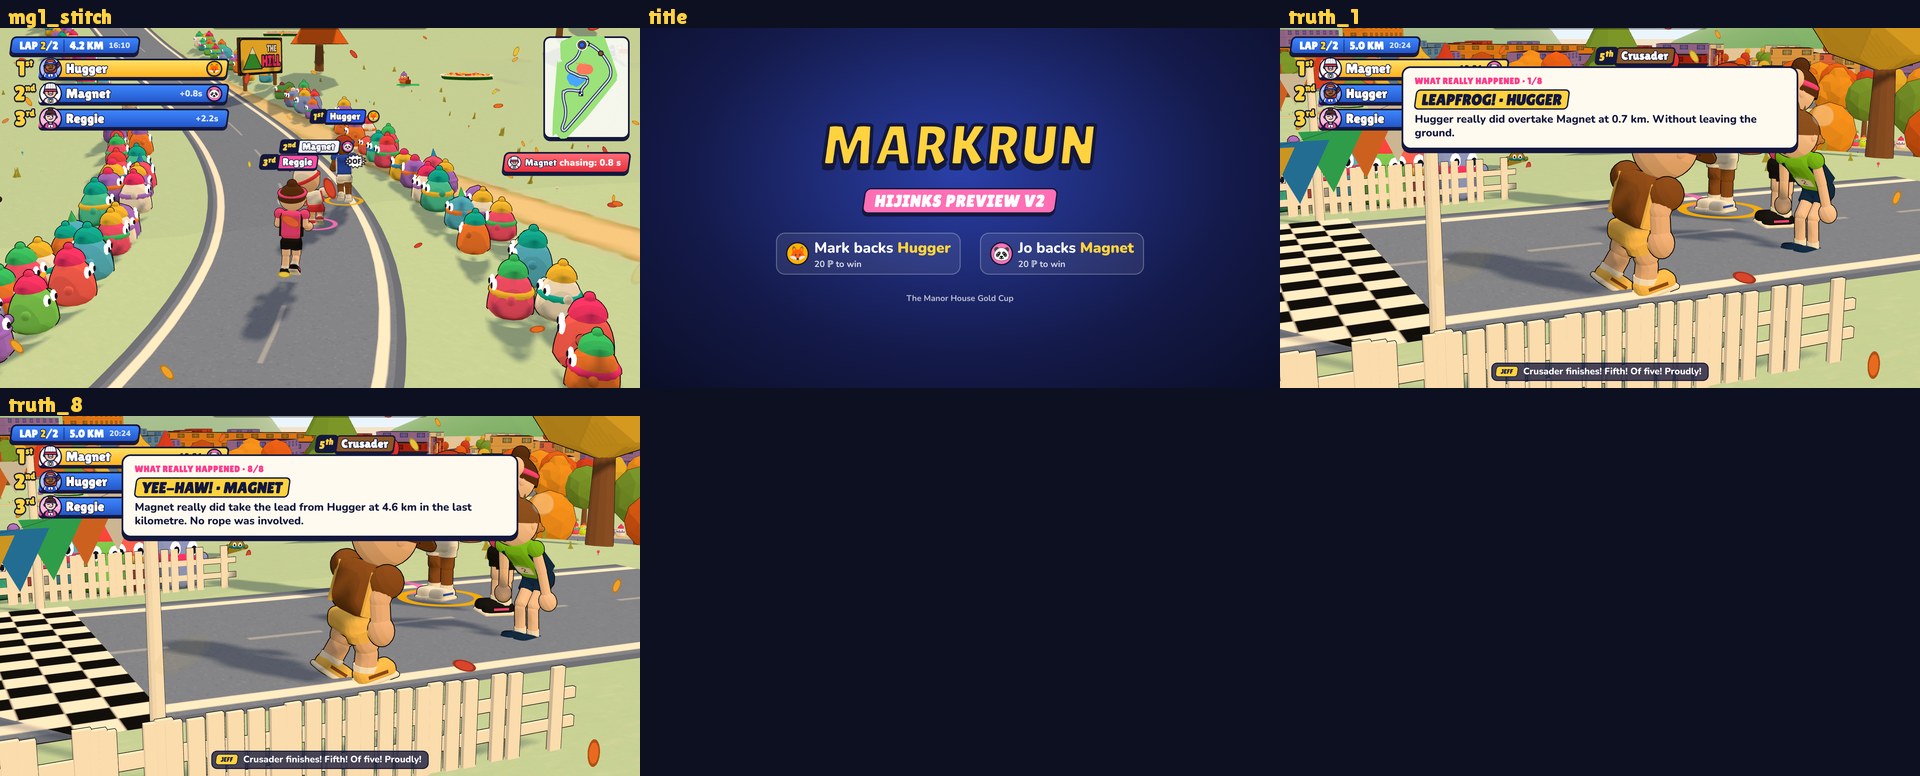 mg1_stitch
LAP 2/2 4.2 KM 16:10
1st Hugger
2nd Magnet +0.8s
3rd Reggie +2.2s
THE HILL
1st Hugger
2nd Magnet
3rd Reggie
Magnet chasing: 0.8 s
title
MARKRUN
HIJINKS PREVIEW V2
Mark backs Hugger
20 ₱ to win
Jo backs Magnet
20 ₱ to win
The Manor House Gold Cup
truth_1
LAP 2/2 5.0 KM 20:24
1st Magnet
2nd Hugger
3rd Reggie
5th Crusader
WHAT REALLY HAPPENED · 1/8
LEAPFROG! · HUGGER
Hugger really did overtake Magnet at 0.7 km. Without leaving the
ground.
JEFF Crusader finishes! Fifth! Of five! Proudly!
truth_8
LAP 2/2 5.0 KM 20:24
1st Magnet
2nd Hugger
3rd Reggie
5th Crusader
WHAT REALLY HAPPENED · 8/8
YEE-HAW! · MAGNET
Magnet really did take the lead from Hugger at 4.6 km in the last
kilometre. No rope was involved.
JEFF Crusader finishes! Fifth! Of five! Proudly!